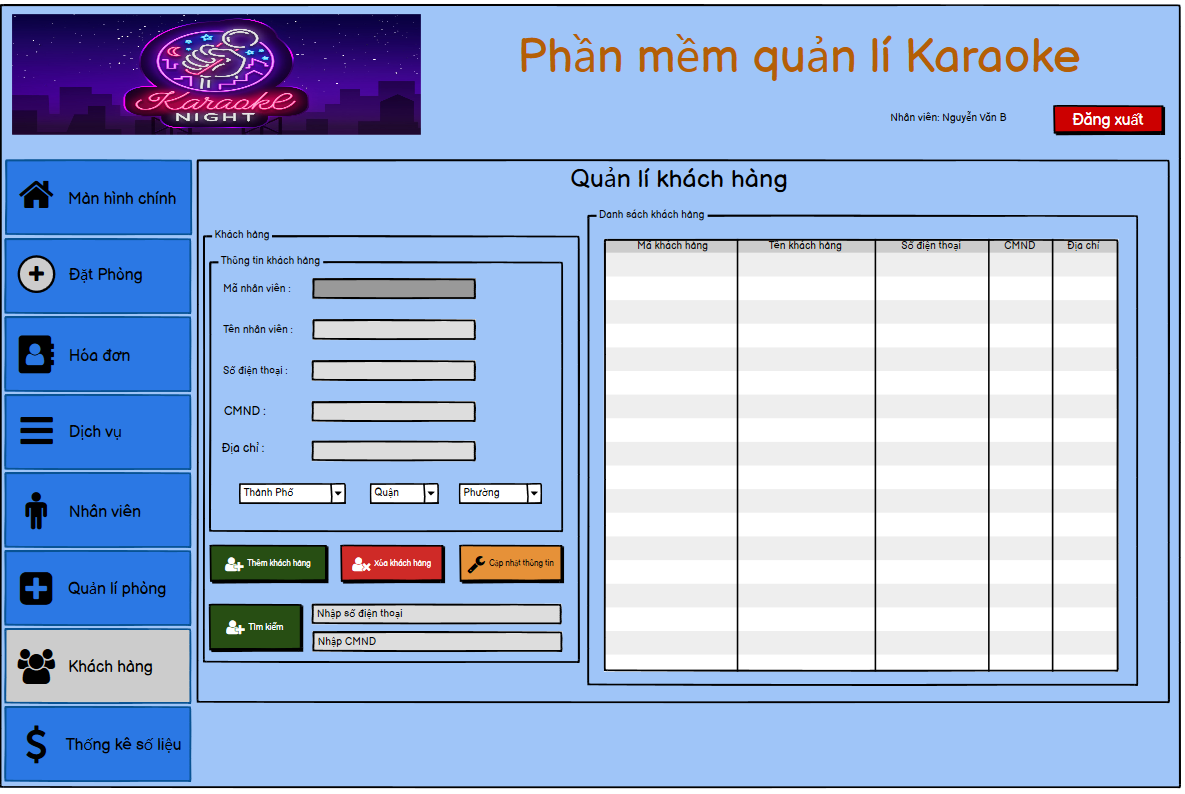 Karaoke
NIGHT
Phần mềm quản lí Karaoke
Nhân viên: Nguyễn Văn B
Đăng xuất
Màn hình chính
Đặt Phòng
Hóa đơn
Dịch vụ
Nhân viên
Quản lí phòng
Khách hàng
Thống kê số liệu
Quản lí khách hàng
Khách hàng
Thông tin khách hàng
Mã nhân viên :
Tên nhân viên :
Số điện thoại :
CMND :
Địa chỉ :
Thành Phố
Quận
Phường
Thêm khách hàng
Xóa khách hàng
Cập nhật thông tin
Tìm kiếm
Nhập số điện thoại
Nhập CMND
Danh sách khách hàng
Mã khách hàng
Tên khách hàng
Số điện thoại
CMND
Địa chỉ